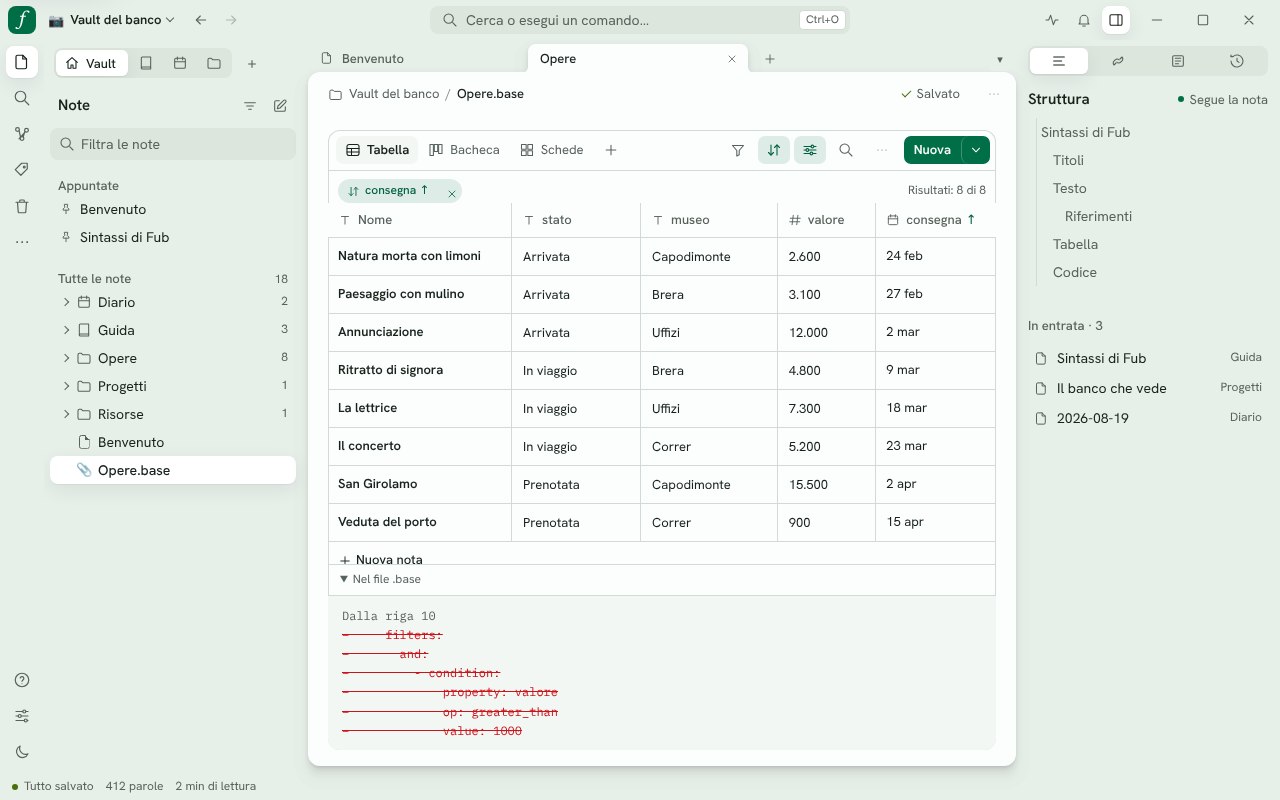 f
Vault del banco
Cerca o esegui un comando...
Ctrl+O
Vault
Note
Filtra le note
Appuntate
Benvenuto
Sintassi di Fub
Tutte le note 18
Diario 2
Guida 3
Opere 8
Progetti 1
Risorse 1
Benvenuto
Opere.base
Tutto salvato 412 parole 2 min di lettura
Benvenuto
Opere
Vault del banco / Opere.base
Salvato
Tabella Bacheca Schede
Nuova
consegna ↑
Risultati: 8 di 8
Nome stato museo valore consegna ↑
Natura morta con limoni Arrivata Capodimonte 2.600 24 feb
Paesaggio con mulino Arrivata Brera 3.100 27 feb
Annunciazione Arrivata Uffizi 12.000 2 mar
Ritratto di signora In viaggio Brera 4.800 9 mar
La lettrice In viaggio Uffizi 7.300 18 mar
Il concerto In viaggio Correr 5.200 23 mar
San Girolamo Prenotata Capodimonte 15.500 2 apr
Veduta del porto Prenotata Correr 900 15 apr
+ Nuova nota
▼ Nel file .base
Dalla riga 10
-     filters:
-       and:
-         - condition:
-             property: valore
-             op: greater_than
-             value: 1000
Struttura
Segue la nota
Sintassi di Fub
Titoli
Testo
Riferimenti
Tabella
Codice
In entrata · 3
Sintassi di Fub Guida
Il banco che vede Progetti
2026-08-19 Diario